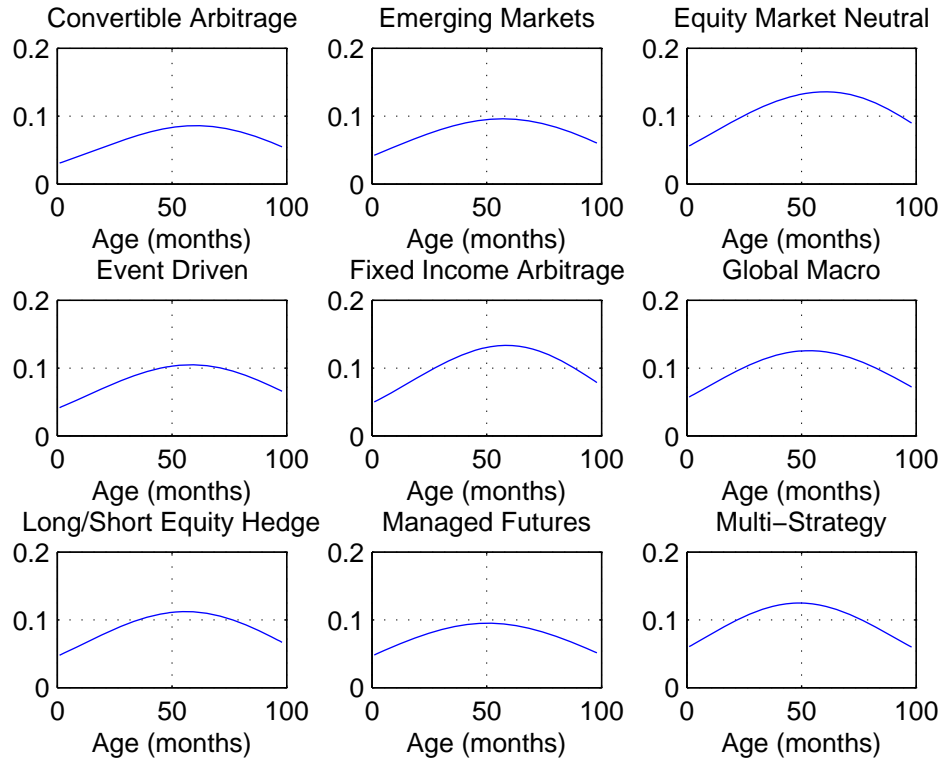 Convertible Arbitrage
0.2
0.1
0
0 50 100
Age (months)
Emerging Markets
0.2
0.1
0
0 50 100
Age (months)
Equity Market Neutral
0.2
0.1
0
0 50 100
Age (months)
Event Driven
0.2
0.1
0
0 50 100
Age (months)
Fixed Income Arbitrage
0.2
0.1
0
0 50 100
Age (months)
Global Macro
0.2
0.1
0
0 50 100
Age (months)
Long/Short Equity Hedge
0.2
0.1
0
0 50 100
Age (months)
Managed Futures
0.2
0.1
0
0 50 100
Age (months)
Multi−Strategy
0.2
0.1
0
0 50 100
Age (months)